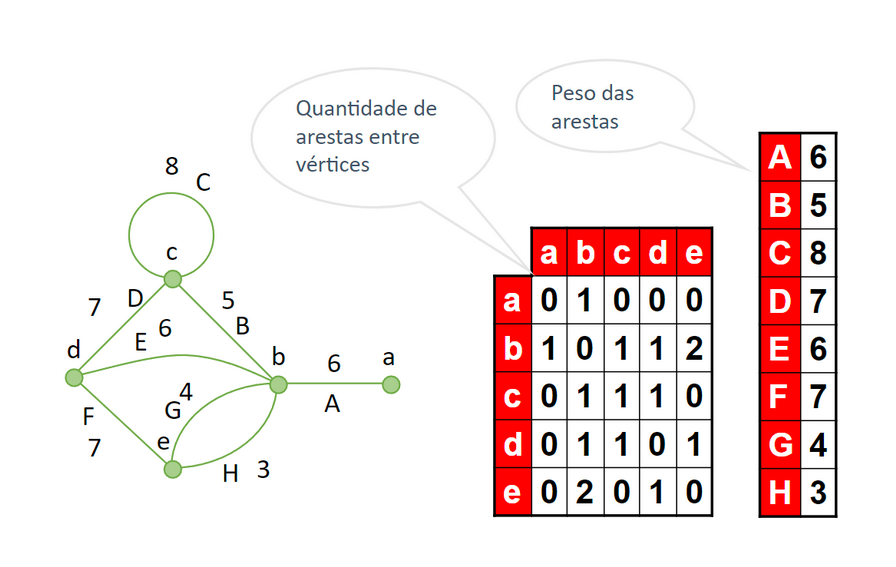 Quantidade de
arestas entre
vértices
Peso das
arestas
8
C
c
7
D
5
B
E
6
d
b
6
a
A
F
7
G
4
e
H
3
a b c d e
a 0 1 0 0 0
b 1 0 1 1 2
c 0 1 1 1 0
d 0 1 1 0 1
e 0 2 0 1 0
A 6
B 5
C 8
D 7
E 6
F 7
G 4
H 3